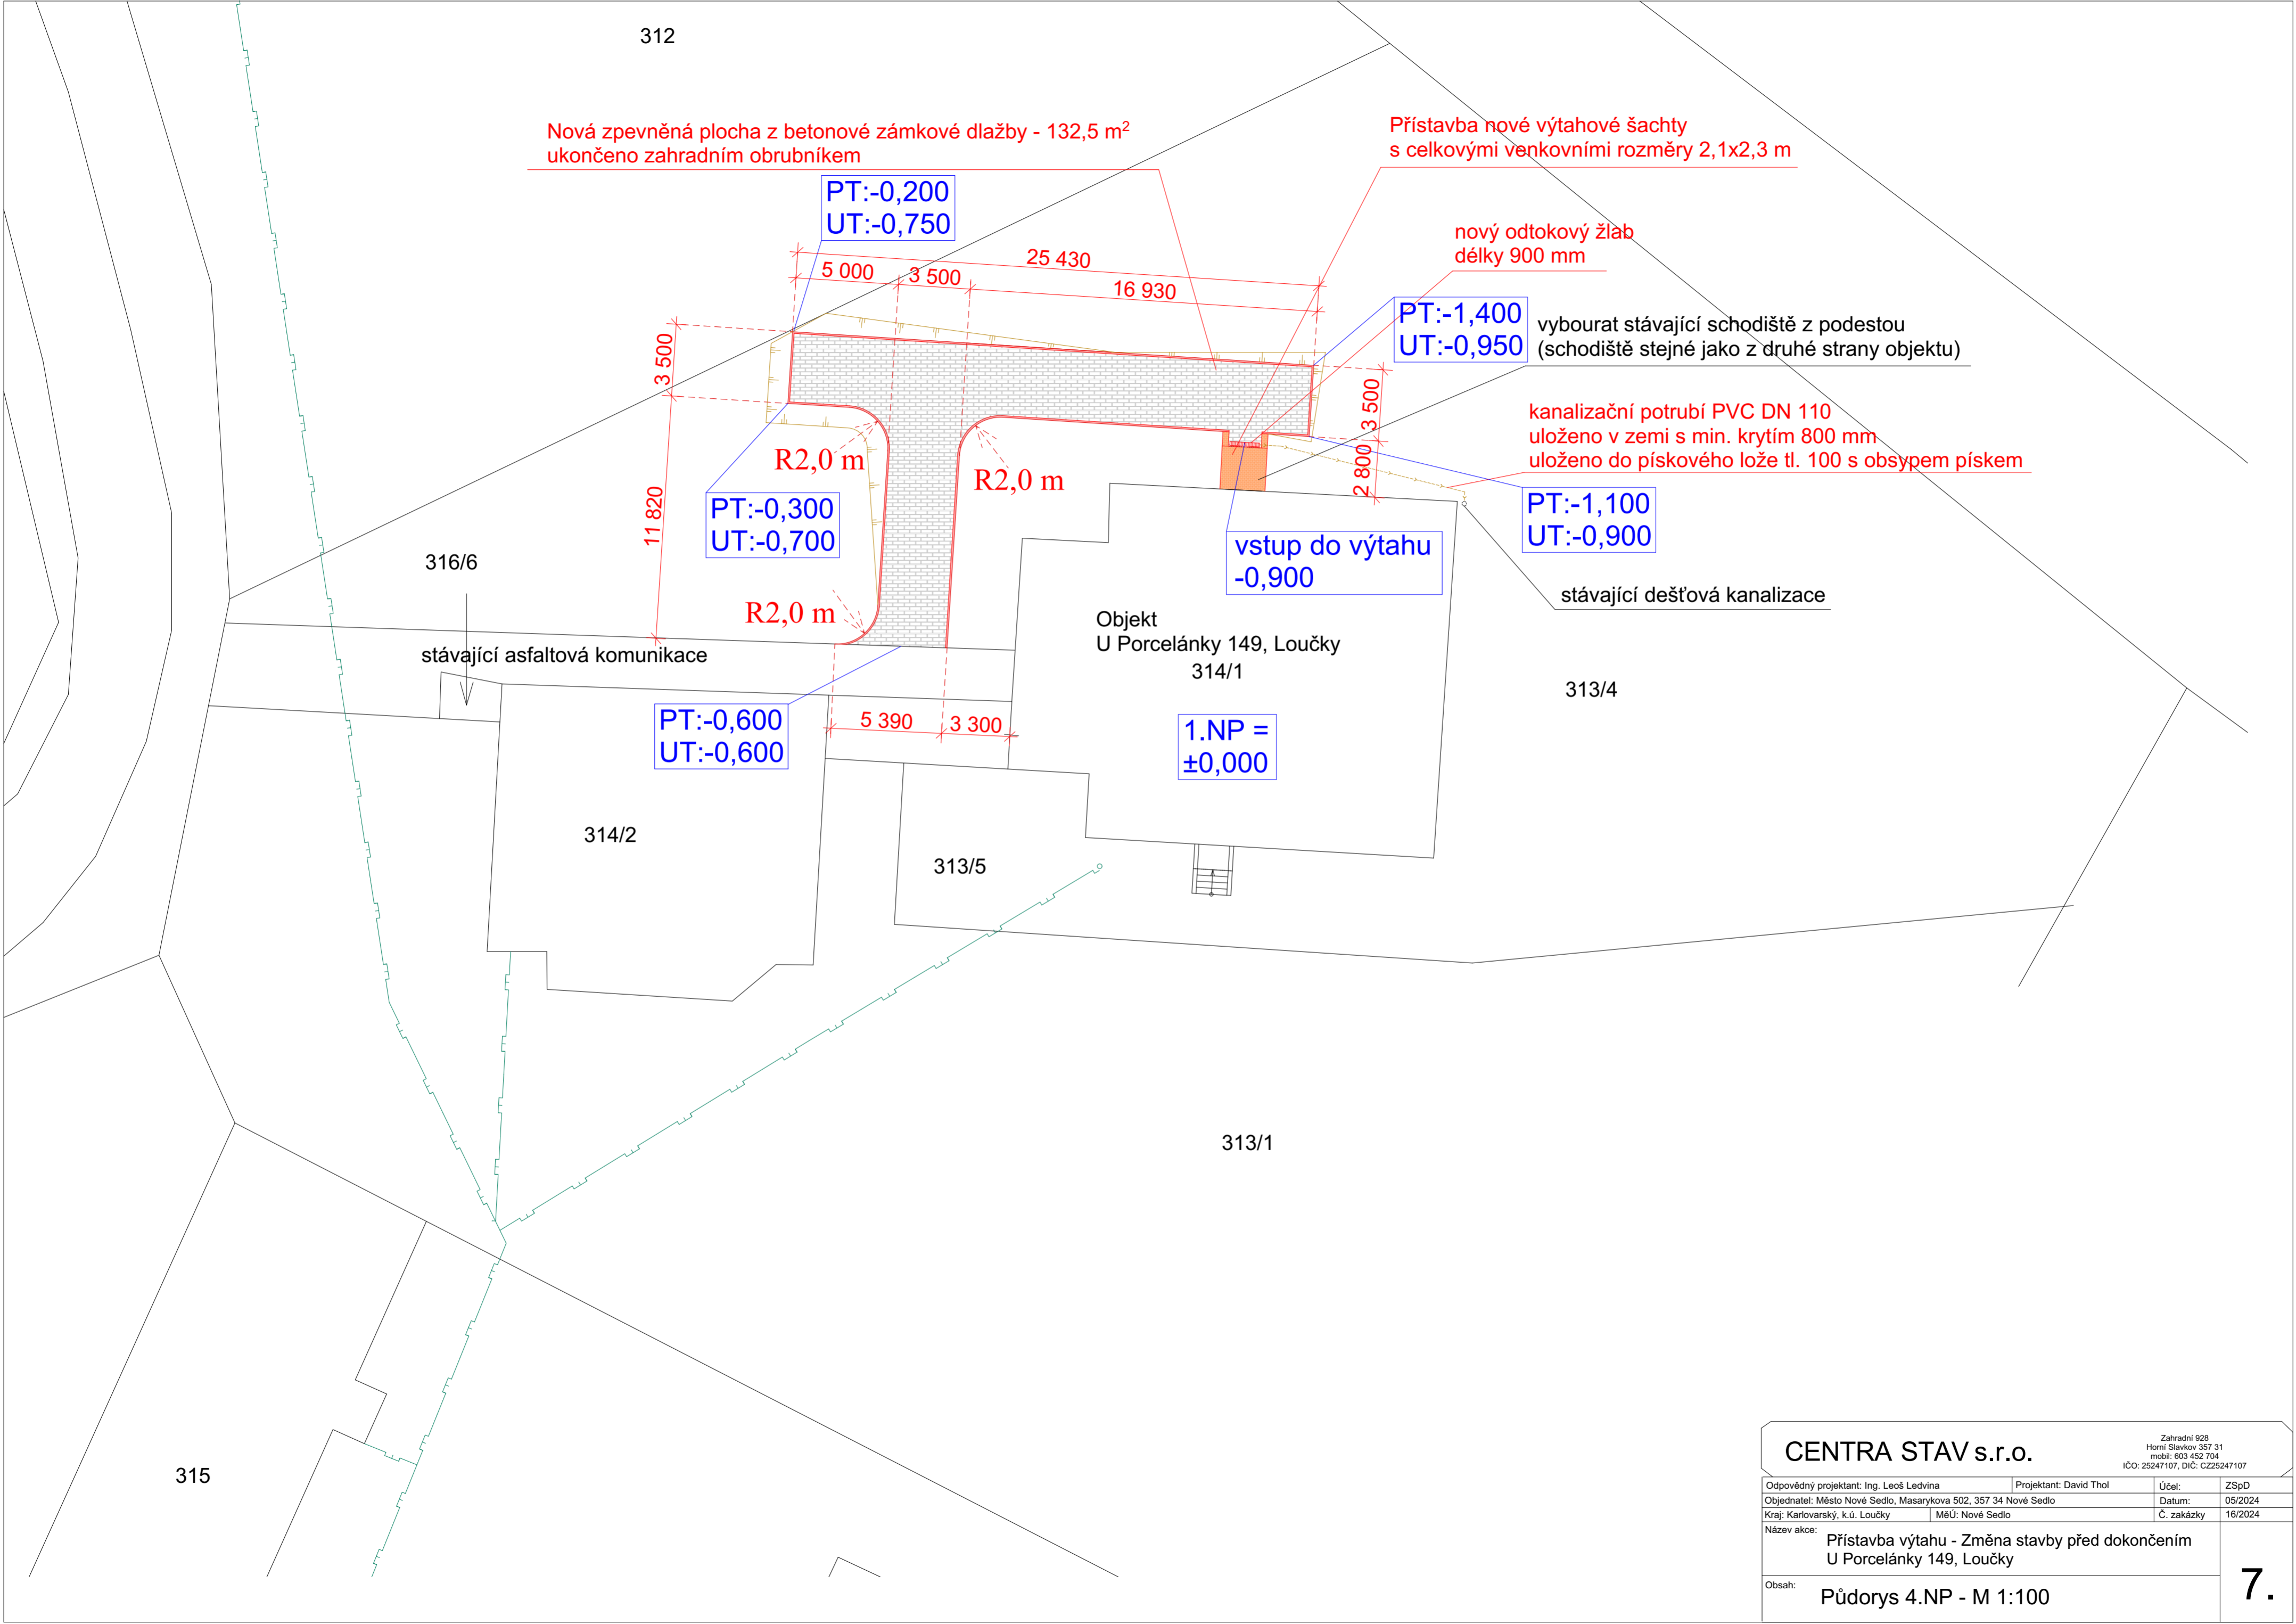 312
Nová zpevněná plocha z betonové zámkové dlažby - 132,5 m²
ukončeno zahradním obrubníkem
Přístavba nové výtahové šachty
s celkovými venkovními rozměry 2,1x2,3 m
PT:-0,200
UT:-0,750
nový odtokový žlab
délky 900 mm
25 430
5 000
3 500
16 930
PT:-1,400
UT:-0,950
vybourat stávající schodiště z podestou
(schodiště stejné jako z druhé strany objektu)
3 500
3 500
kanalizační potrubí PVC DN 110
uloženo v zemi s min. krytím 800 mm
uloženo do pískového lože tl. 100 s obsypem pískem
R2,0 m
R2,0 m
2 800
PT:-0,300
UT:-0,700
11 820
PT:-1,100
UT:-0,900
vstup do výtahu
-0,900
316/6
stávající dešťová kanalizace
R2,0 m
Objekt
U Porcelánky 149, Loučky
314/1
stávající asfaltová komunikace
313/4
PT:-0,600
UT:-0,600
5 390
3 300
1.NP =
±0,000
314/2
313/5
313/1
315
CENTRA STAV s.r.o.
Zahradní 928
Horní Slavkov 357 31
mobil: 603 452 704
IČO: 25247107, DIČ: CZ25247107
Odpovědný projektant: Ing. Leoš Ledvina
Projektant: David Thol
Účel:
ZSpD
Objednatel: Město Nové Sedlo, Masarykova 502, 357 34 Nové Sedlo
Datum:
05/2024
Kraj: Karlovarský, k.ú. Loučky
MěÚ: Nové Sedlo
Č. zakázky
16/2024
Název akce:
Přístavba výtahu - Změna stavby před dokončením
U Porcelánky 149, Loučky
Obsah:
Půdorys 4.NP - M 1:100
7.